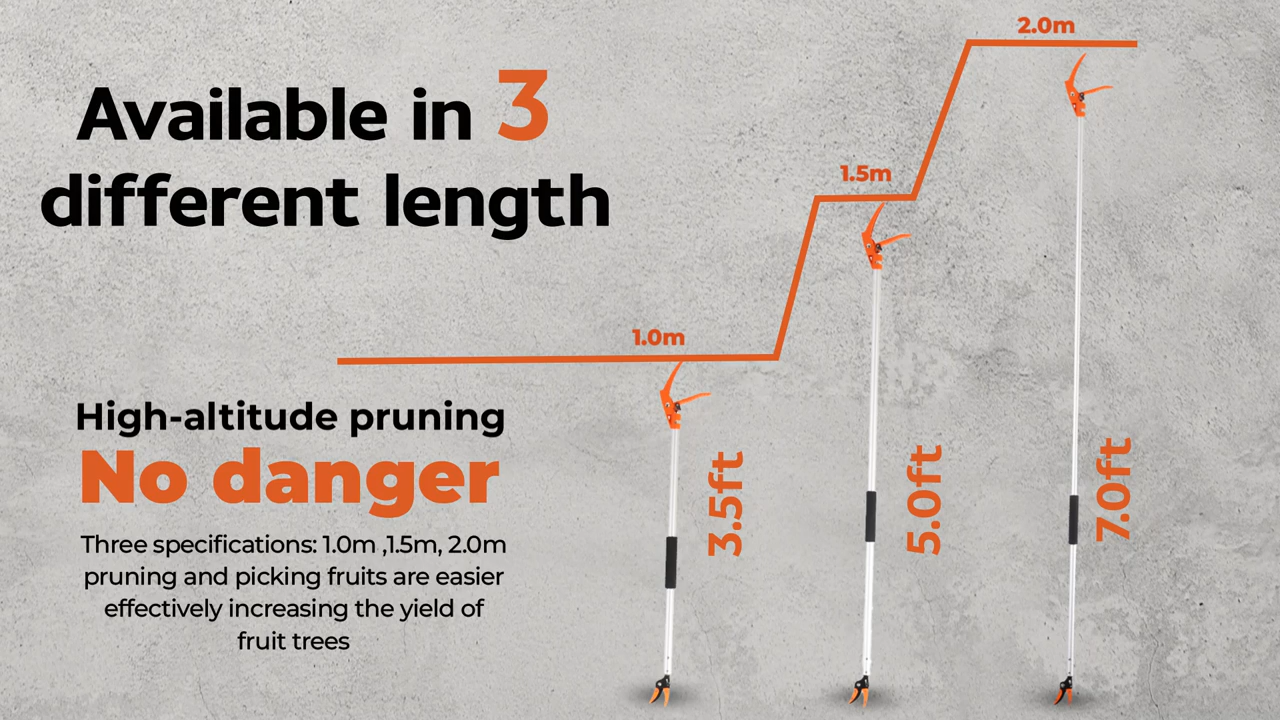 Available in 3
different length
2.0m
1.5m
1.0m
High-altitude pruning
No danger
Three specifications: 1.0m ,1.5m, 2.0m
pruning and picking fruits are easier
effectively increasing the yield of
fruit trees
3.5ft
5.0ft
7.0ft